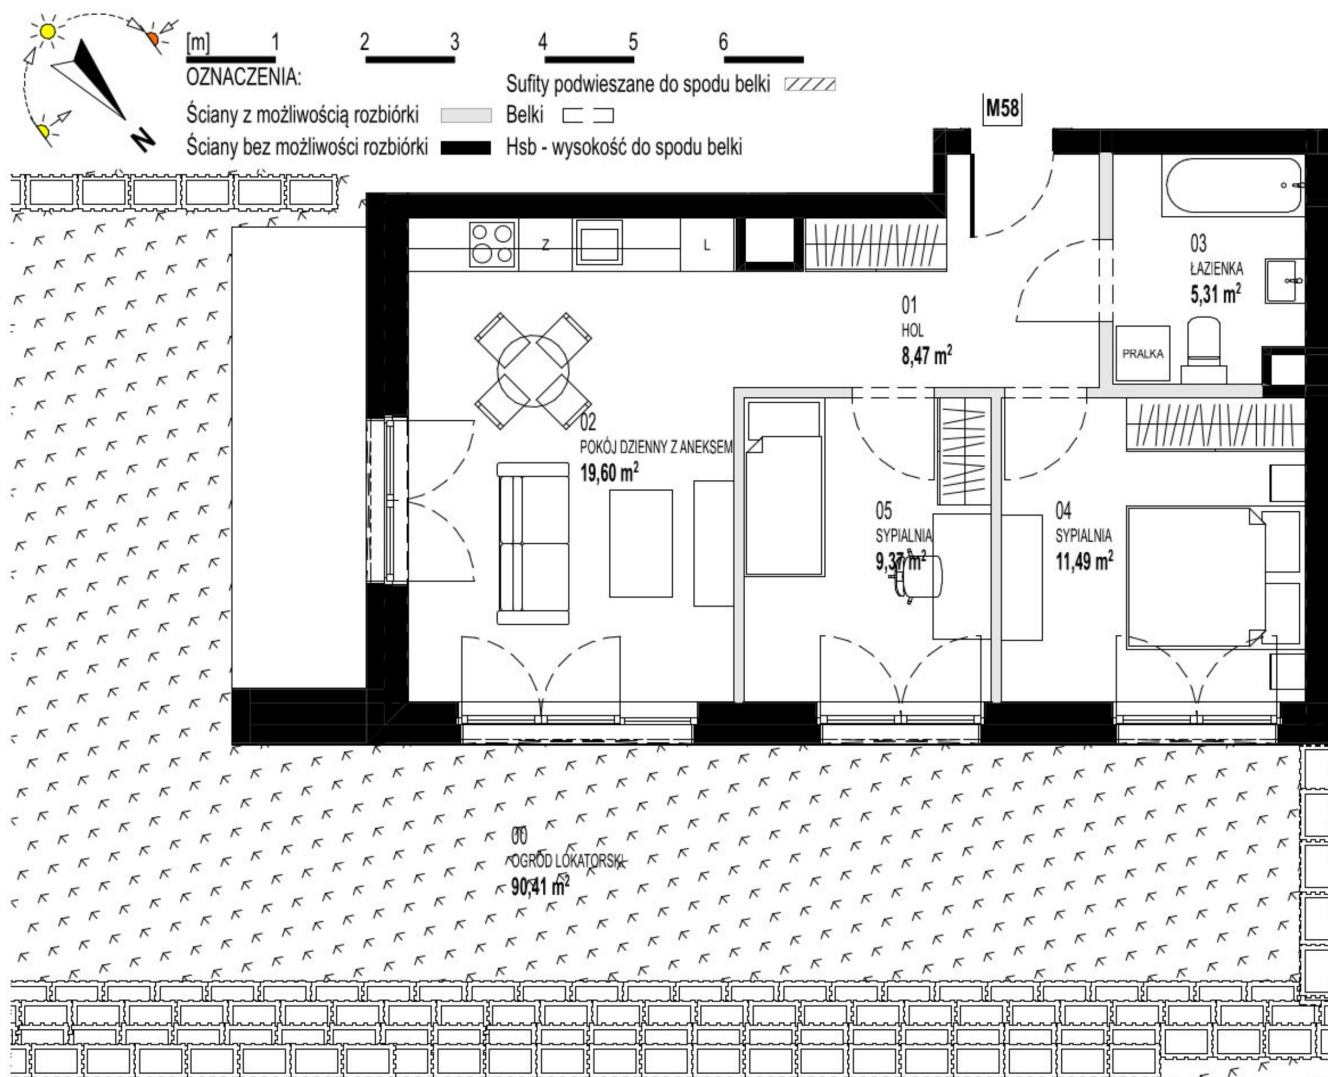 [m] 1 2 3 4 5 6
OZNACZENIA:
Sufity podwieszane do spodu belki
Ściany z możliwością rozbiórki
Belki
Ściany bez możliwości rozbiórki
Hsb - wysokość do spodu belki
N
M58
Z
L
03
ŁAZIENKA
5,31 m²
01
HOL
8,47 m²
PRALKA
02
POKÓJ DZIENNY Z ANEKSEM
19,60 m²
05
SYPIALNIA
9,37 m²
04
SYPIALNIA
11,49 m²
00
OGRÓD LOKATORSKI
90,41 m²